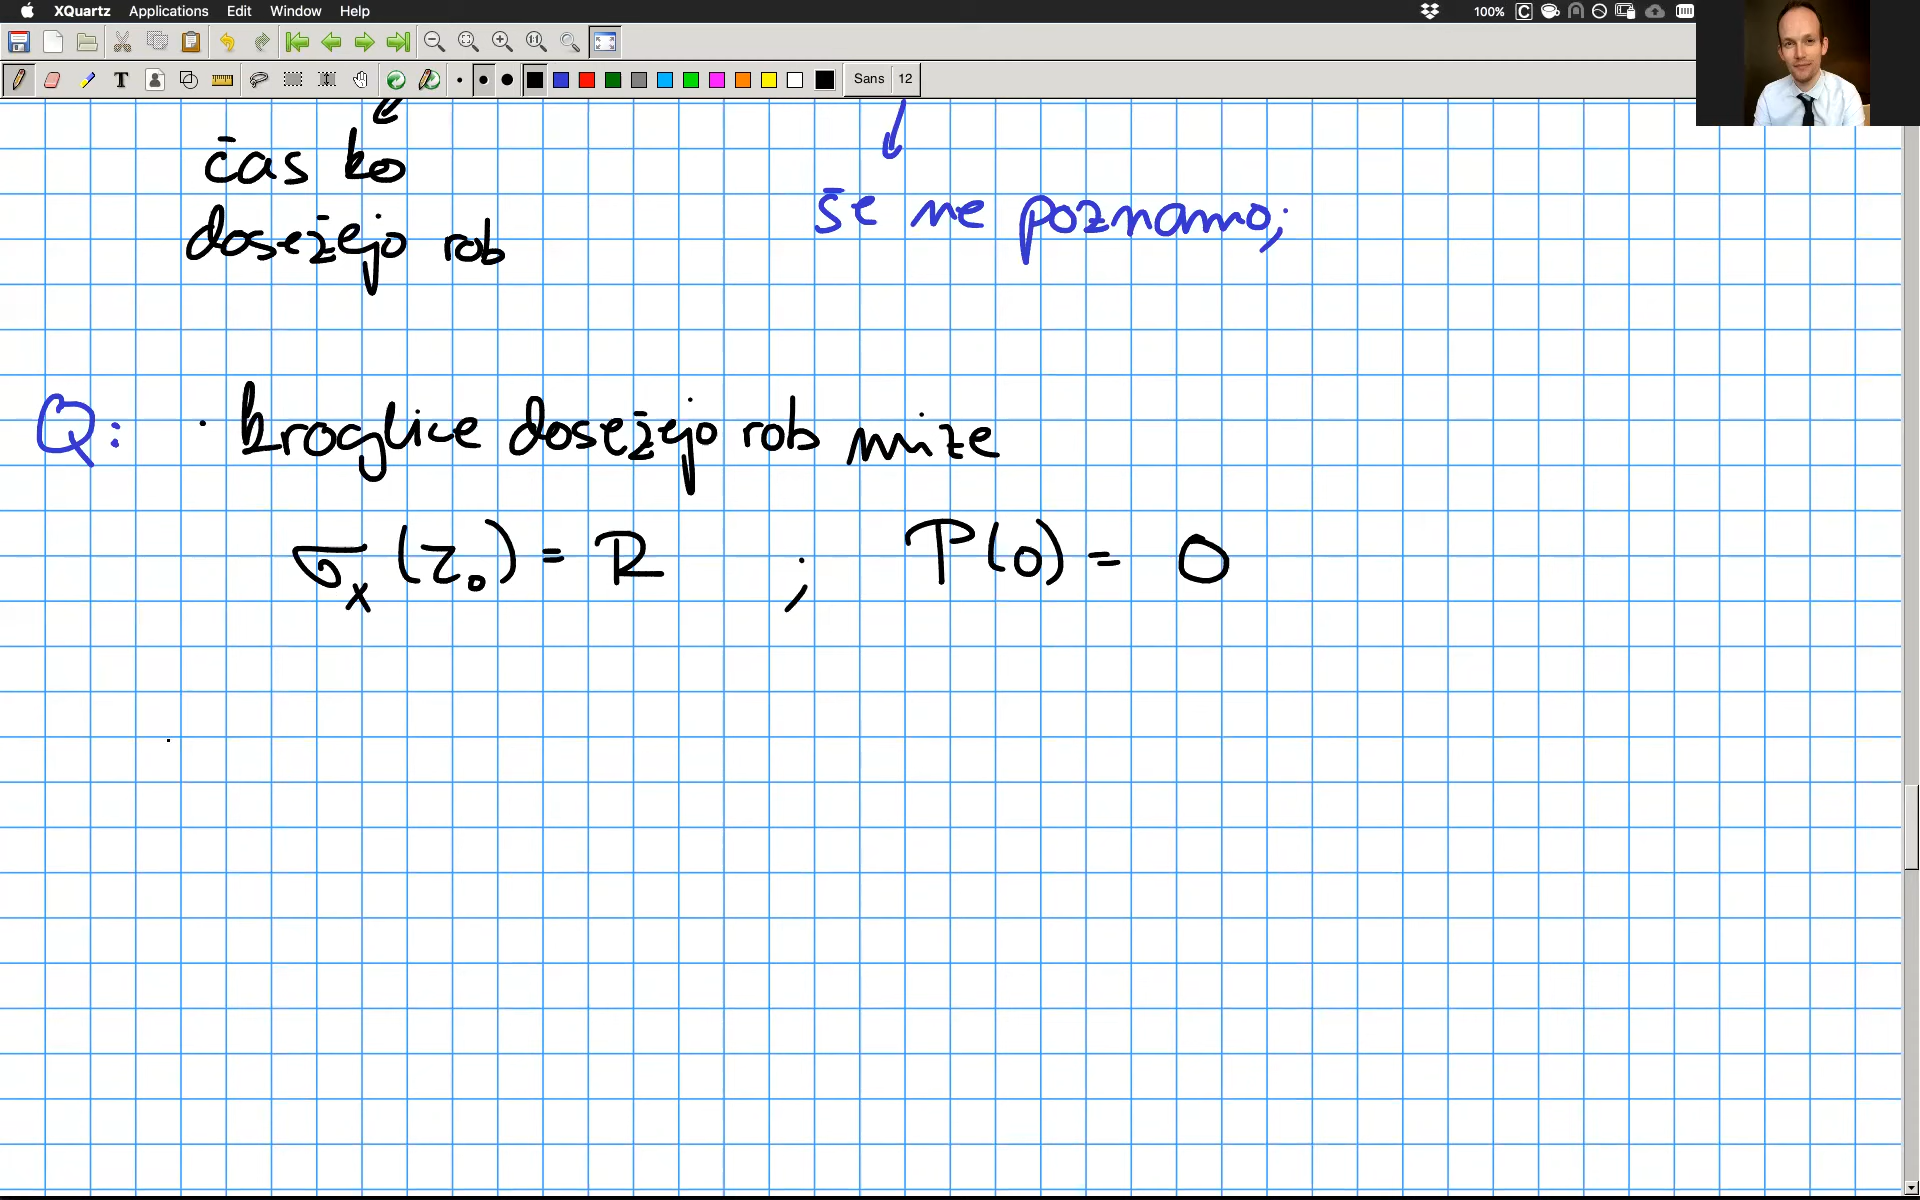 XQuartz Applications Edit Window Help 100%
T Sans 12
čas ko
dosežejo rob
še ne poznamo;
Q: · kroglice dosežejo rob mize
σx (τ0) = R ; P(0) = 0